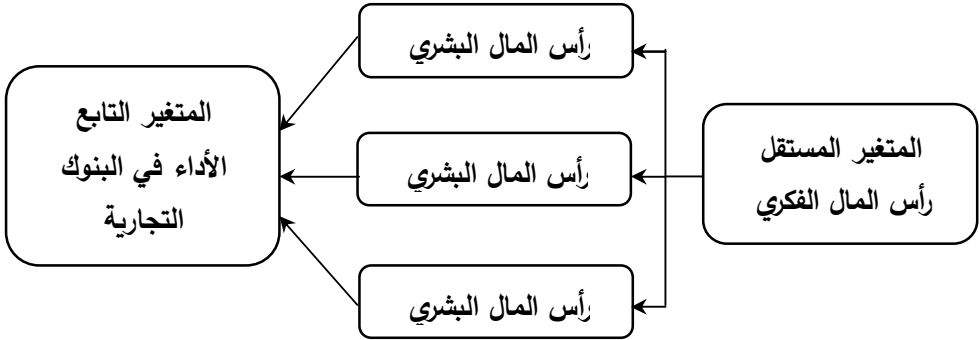 المتغير المستقل
رأس المال الفكري
رأس المال البشري
رأس المال البشري
رأس المال البشري
المتغير التابع
الأداء في البنوك
التجارية